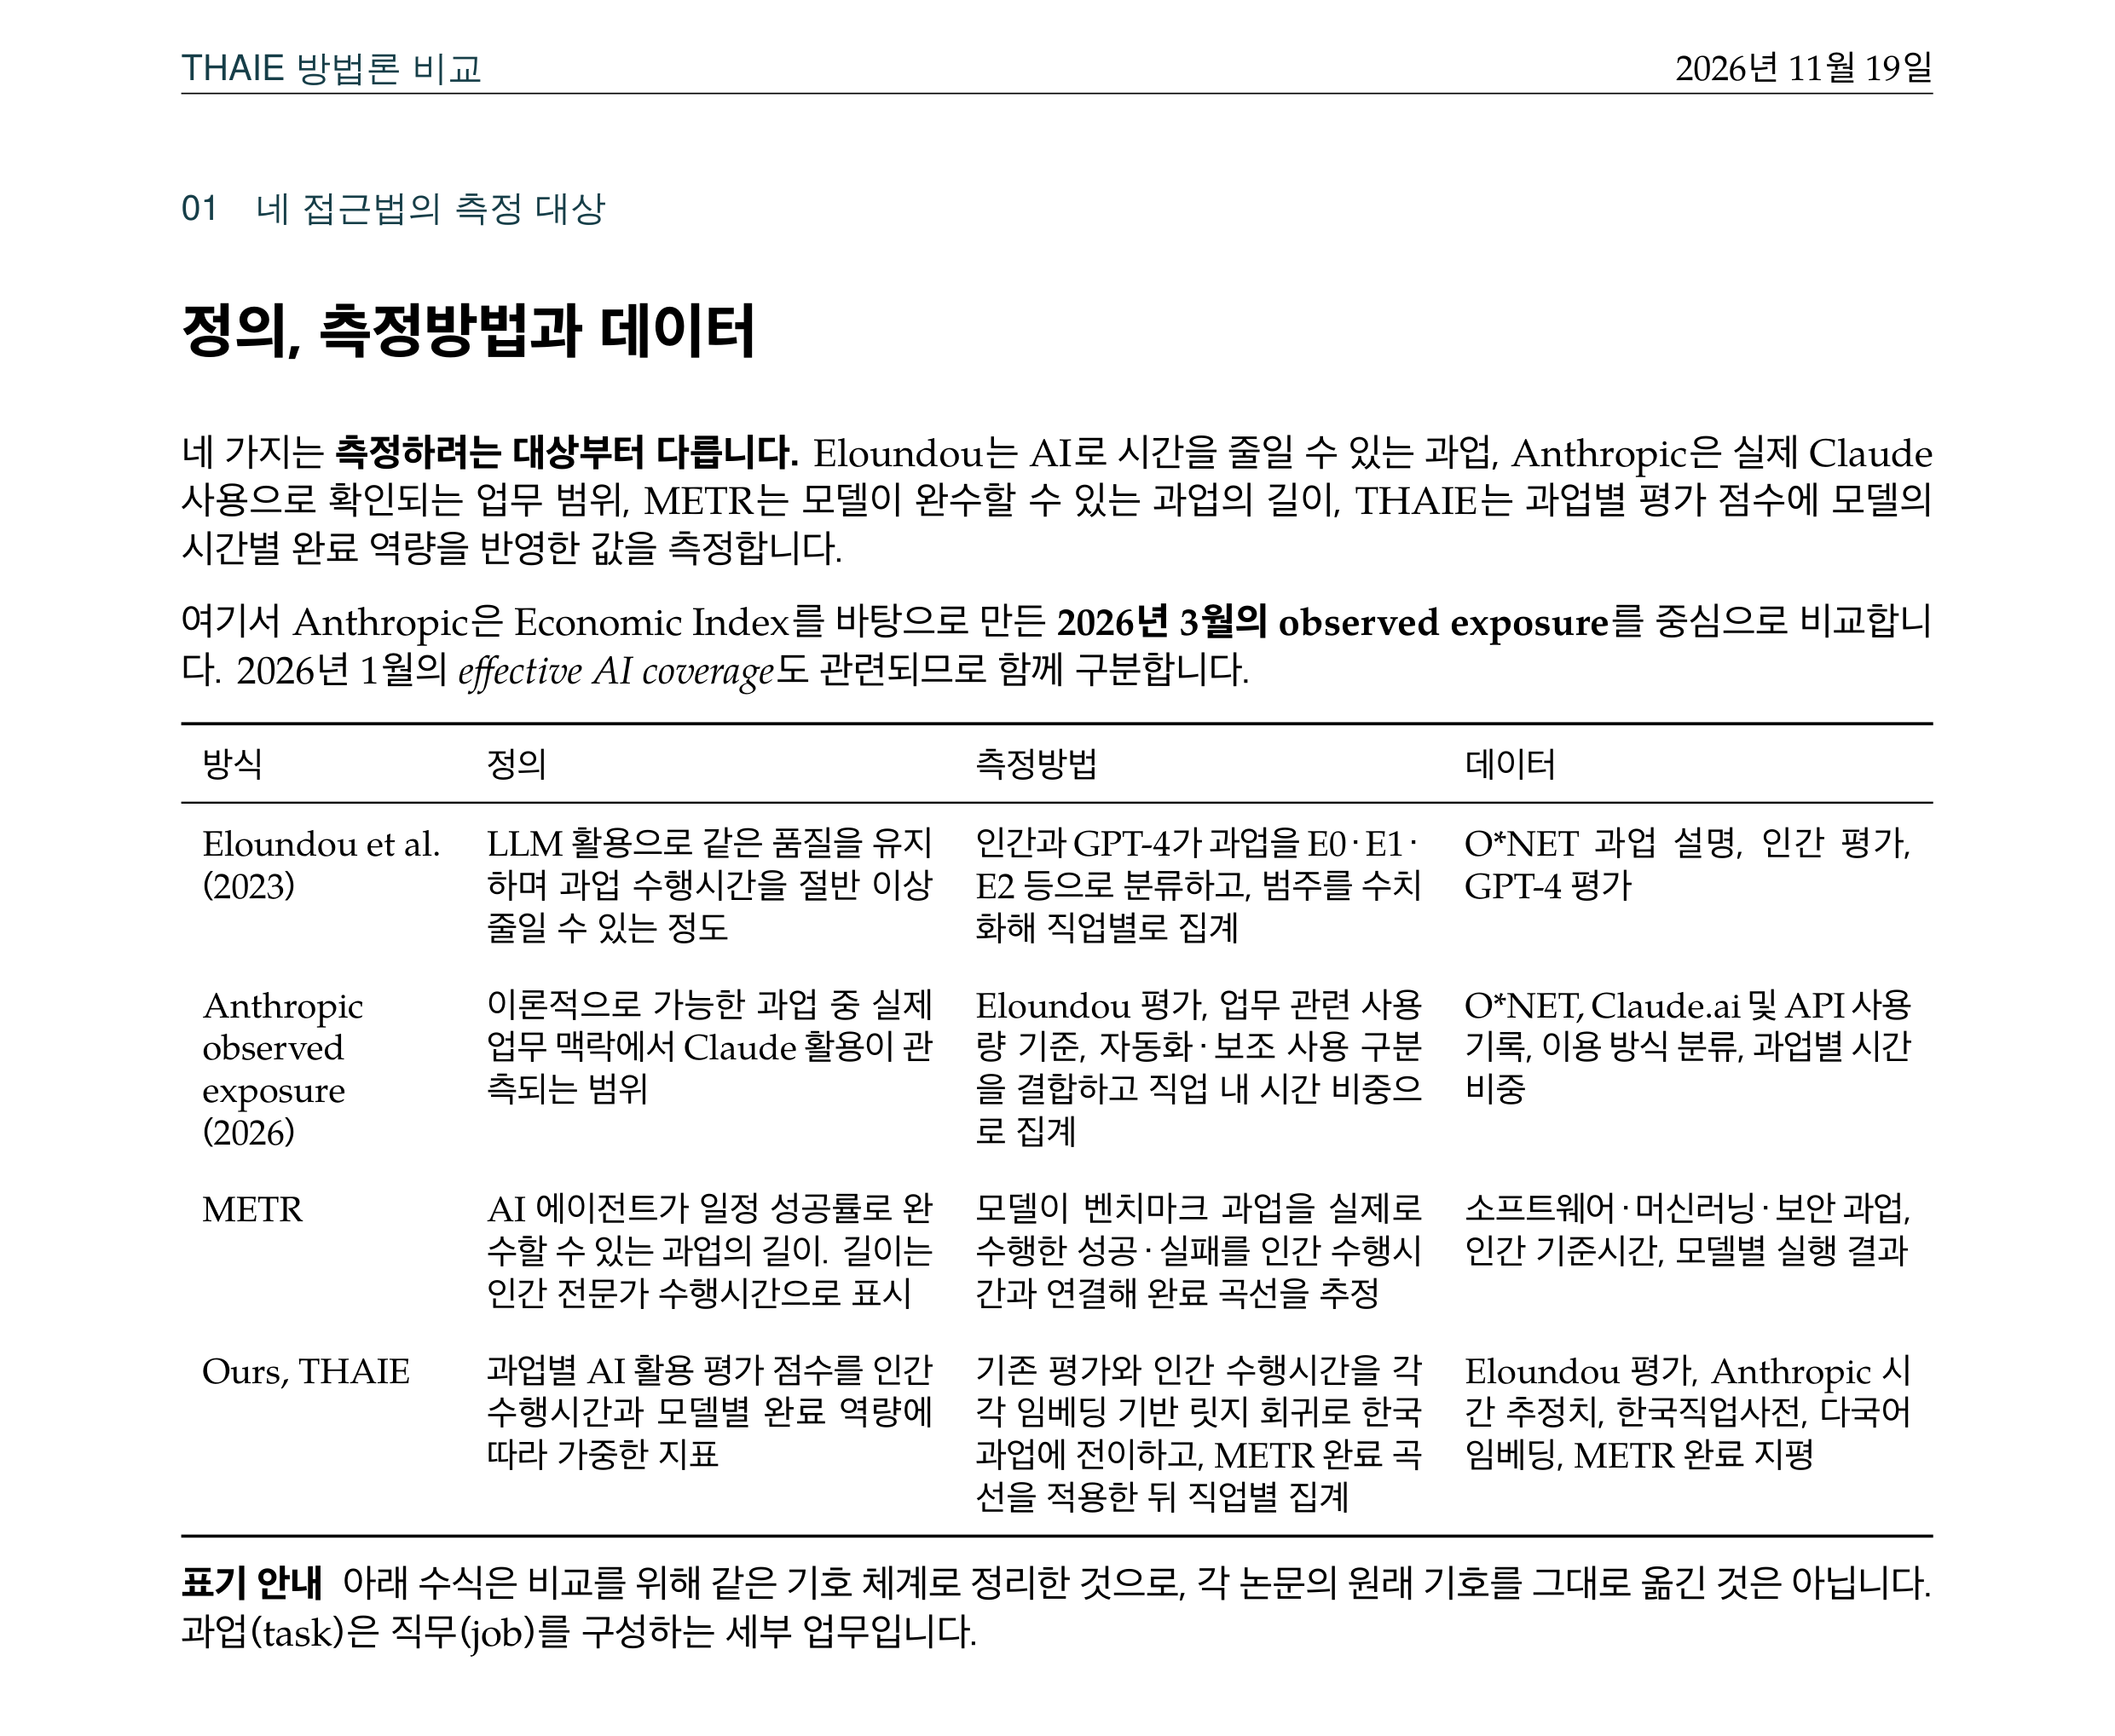 THAIE 방법론 비교
2026년 11월 19일
01 네 접근법의 측정 대상
정의, 측정방법과 데이터
네 가지는 측정하려는 대상부터 다릅니다. Eloundou는 AI로 시간을 줄일 수 있는 과업, Anthropic은 실제 Claude
사용으로 확인되는 업무 범위, METR는 모델이 완수할 수 있는 과업의 길이, THAIE는 과업별 평가 점수에 모델의
시간별 완료 역량을 반영한 값을 측정합니다.
여기서 Anthropic은 Economic Index를 바탕으로 만든 2026년 3월의 observed exposure를 중심으로 비교합니
다. 2026년 1월의 effective AI coverage도 관련되므로 함께 구분합니다.
방식
정의
측정방법
데이터
Eloundou et al.
(2023)
LLM 활용으로 같은 품질을 유지
하며 과업 수행시간을 절반 이상
줄일 수 있는 정도
인간과 GPT-4가 과업을 E0·E1·
E2 등으로 분류하고, 범주를 수치
화해 직업별로 집계
O*NET 과업 설명, 인간 평가,
GPT-4 평가
Anthropic
observed
exposure
(2026)
이론적으로 가능한 과업 중 실제
업무 맥락에서 Claude 활용이 관
측되는 범위
Eloundou 평가, 업무 관련 사용
량 기준, 자동화·보조 사용 구분
을 결합하고 직업 내 시간 비중으
로 집계
O*NET, Claude.ai 및 API 사용
기록, 이용 방식 분류, 과업별 시간
비중
METR
AI 에이전트가 일정 성공률로 완
수할 수 있는 과업의 길이. 길이는
인간 전문가 수행시간으로 표시
모델이 벤치마크 과업을 실제로
수행한 성공·실패를 인간 수행시
간과 연결해 완료 곡선을 추정
소프트웨어·머신러닝·보안 과업,
인간 기준시간, 모델별 실행 결과
Ours, THAIE
과업별 AI 활용 평가 점수를 인간
수행시간과 모델별 완료 역량에
따라 가중한 지표
기존 평가와 인간 수행시간을 각
각 임베딩 기반 릿지 회귀로 한국
과업에 전이하고, METR 완료 곡
선을 적용한 뒤 직업별 집계
Eloundou 평가, Anthropic 시
간 추정치, 한국직업사전, 다국어
임베딩, METR 완료 지평
표기 안내 아래 수식은 비교를 위해 같은 기호 체계로 정리한 것으로, 각 논문의 원래 기호를 그대로 옮긴 것은 아닙니다.
과업(task)은 직무(job)를 구성하는 세부 업무입니다.